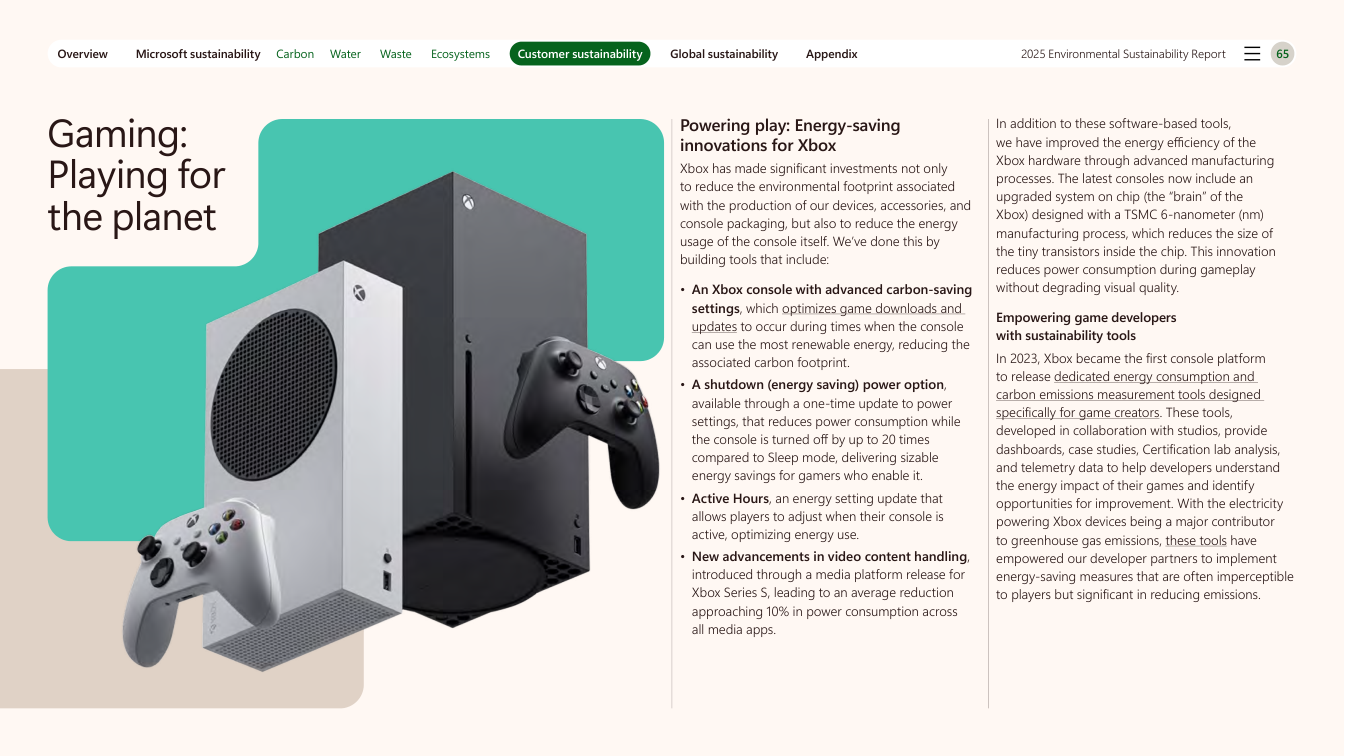 Overview
Microsoft sustainability
Carbon
Water
Waste
Ecosystems
Customer sustainability
Global sustainability
Appendix
2025 Environmental Sustainability Report
65
Gaming:
Playing for
the planet
Powering play: Energy-saving
innovations for Xbox
Xbox has made significant investments not only
to reduce the environmental footprint associated
with the production of our devices, accessories, and
console packaging, but also to reduce the energy
usage of the console itself. We’ve done this by
building tools that include:
• An Xbox console with advanced carbon-saving
settings, which optimizes game downloads and
updates to occur during times when the console
can use the most renewable energy, reducing the
associated carbon footprint.
• A shutdown (energy saving) power option,
available through a one-time update to power
settings, that reduces power consumption while
the console is turned off by up to 20 times
compared to Sleep mode, delivering sizable
energy savings for gamers who enable it.
• Active Hours, an energy setting update that
allows players to adjust when their console is
active, optimizing energy use.
• New advancements in video content handling,
introduced through a media platform release for
Xbox Series S, leading to an average reduction
approaching 10% in power consumption across
all media apps.
In addition to these software-based tools,
we have improved the energy efficiency of the
Xbox hardware through advanced manufacturing
processes. The latest consoles now include an
upgraded system on chip (the “brain” of the
Xbox) designed with a TSMC 6-nanometer (nm)
manufacturing process, which reduces the size of
the tiny transistors inside the chip. This innovation
reduces power consumption during gameplay
without degrading visual quality.
Empowering game developers
with sustainability tools
In 2023, Xbox became the first console platform
to release dedicated energy consumption and
carbon emissions measurement tools designed
specifically for game creators. These tools,
developed in collaboration with studios, provide
dashboards, case studies, Certification lab analysis,
and telemetry data to help developers understand
the energy impact of their games and identify
opportunities for improvement. With the electricity
powering Xbox devices being a major contributor
to greenhouse gas emissions, these tools have
empowered our developer partners to implement
energy-saving measures that are often imperceptible
to players but significant in reducing emissions.